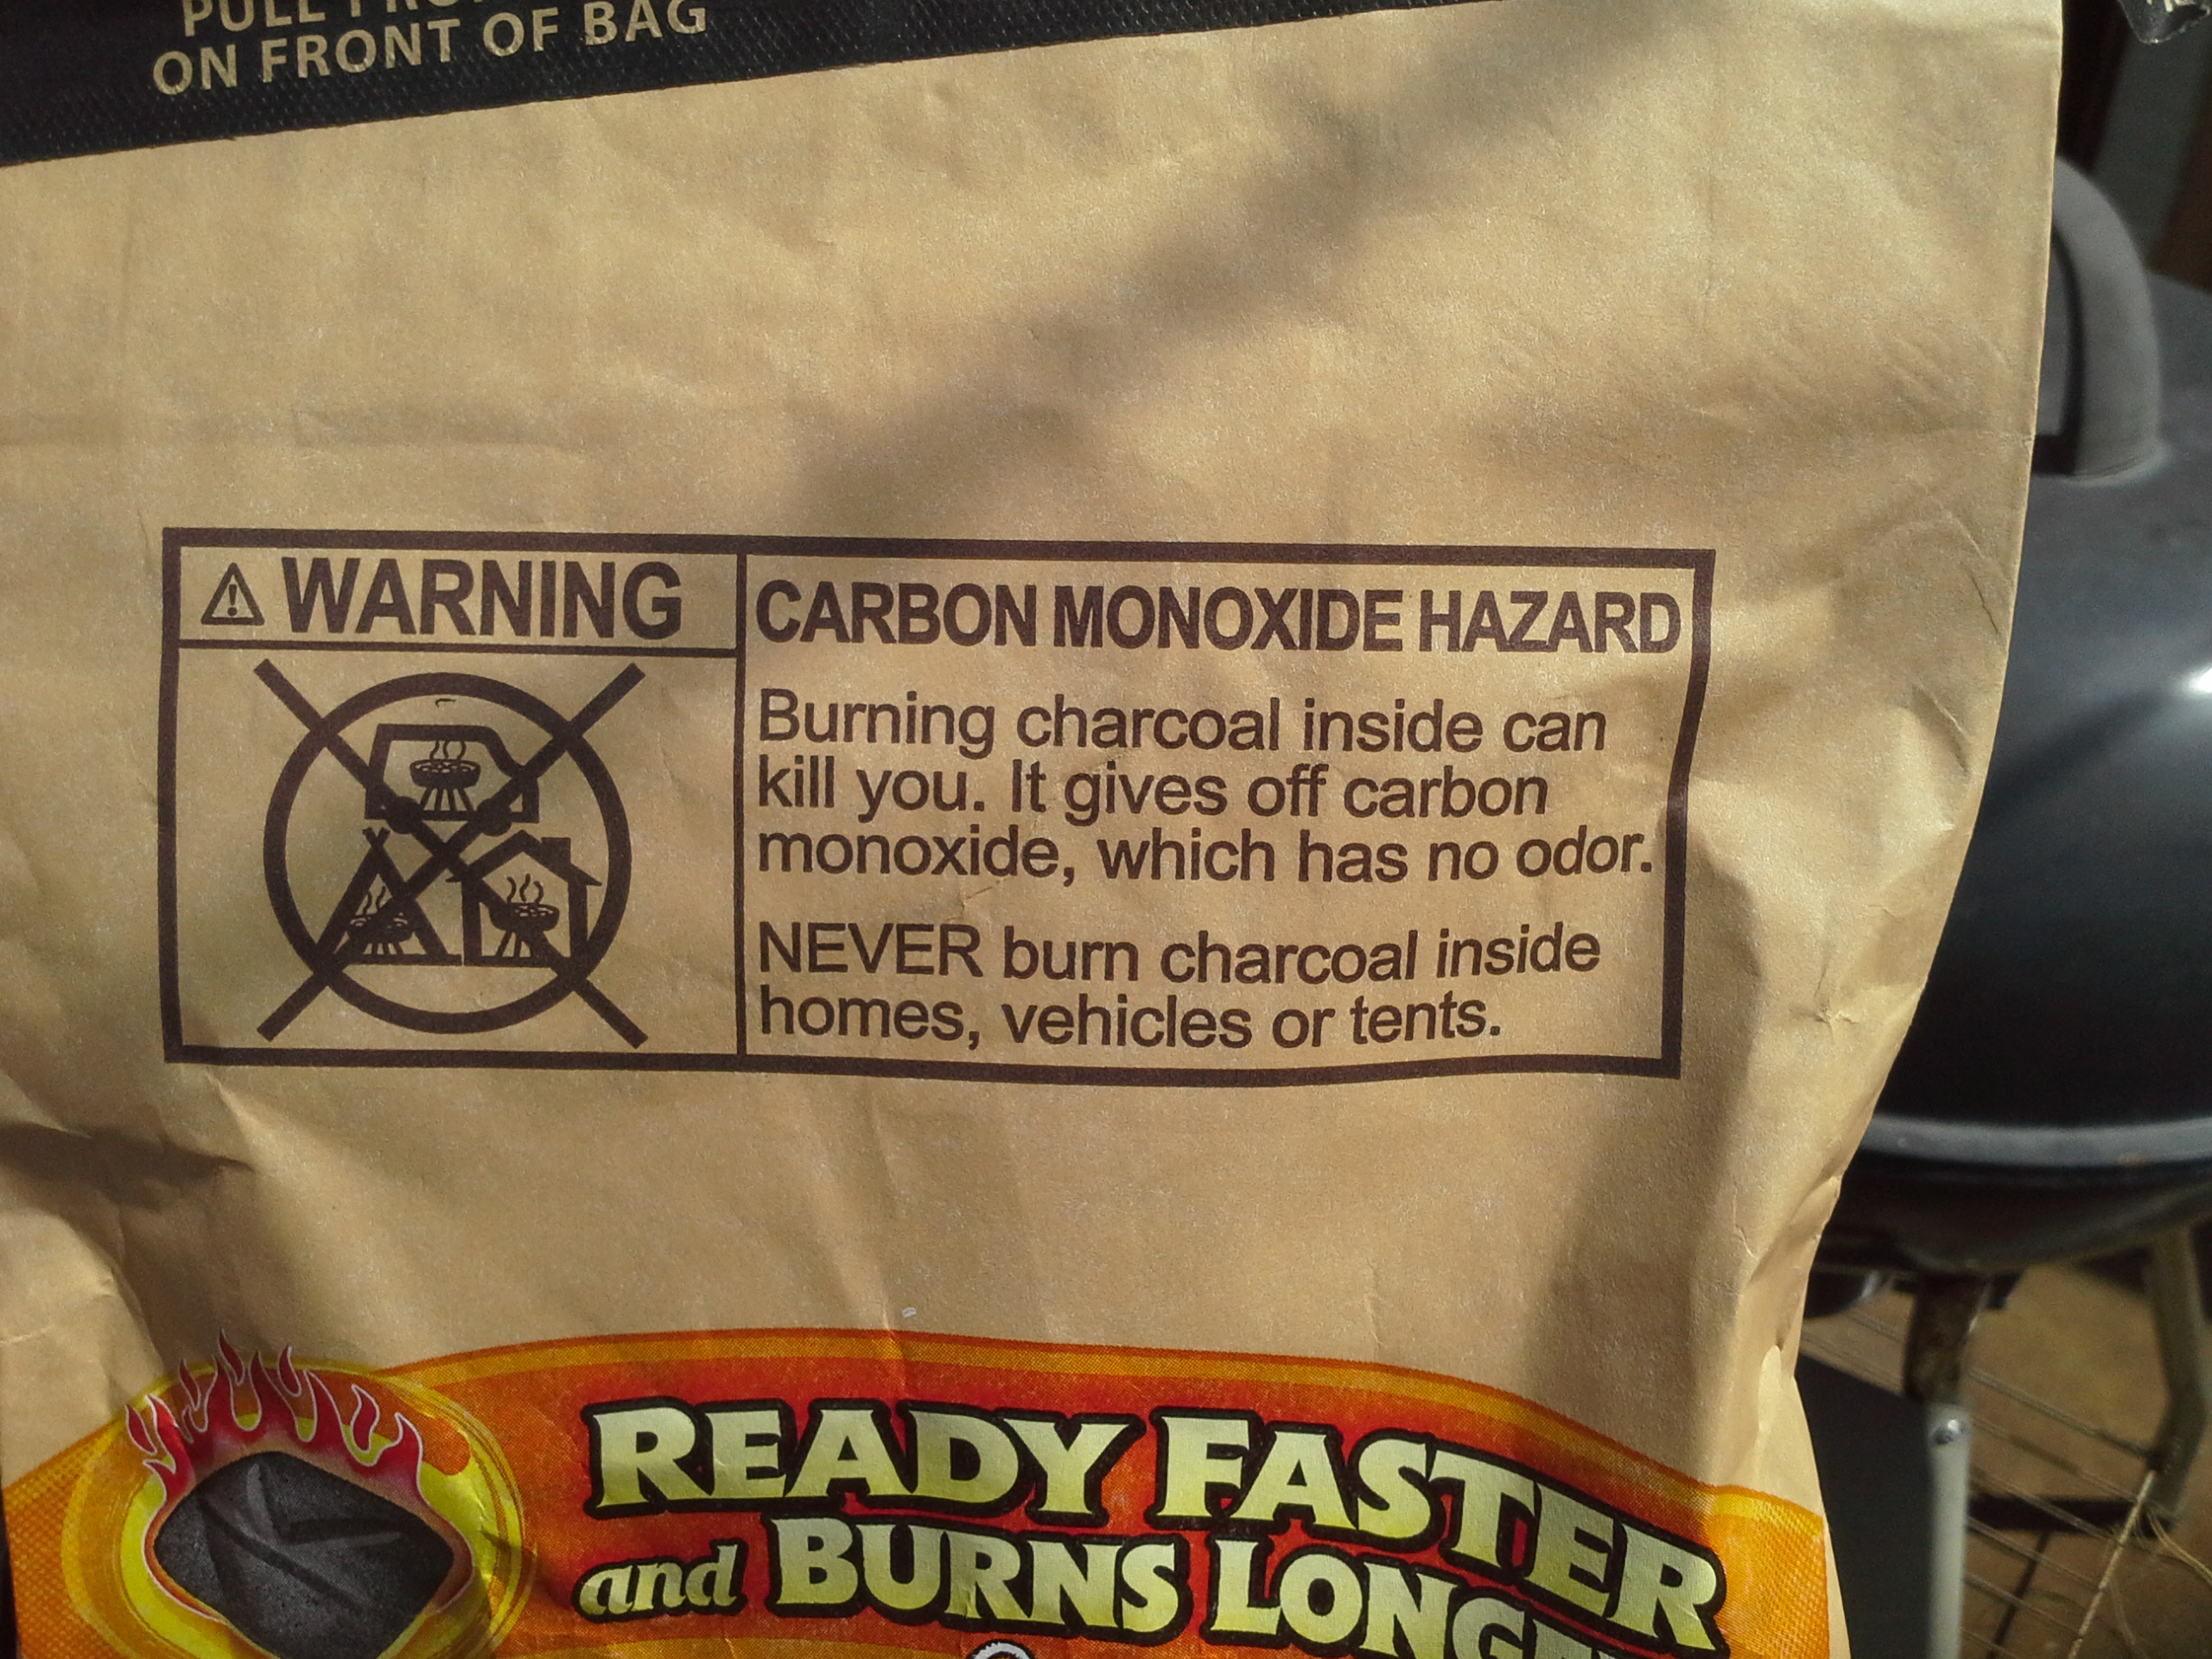 PULL
ON FRONT OF BAG
WARNING
CARBON MONOXIDE HAZARD
Burning charcoal inside can
kill you. It gives off carbon
monoxide, which has no odor.
NEVER burn charcoal inside
homes, vehicles or tents.
READY FASTER
and BURNS